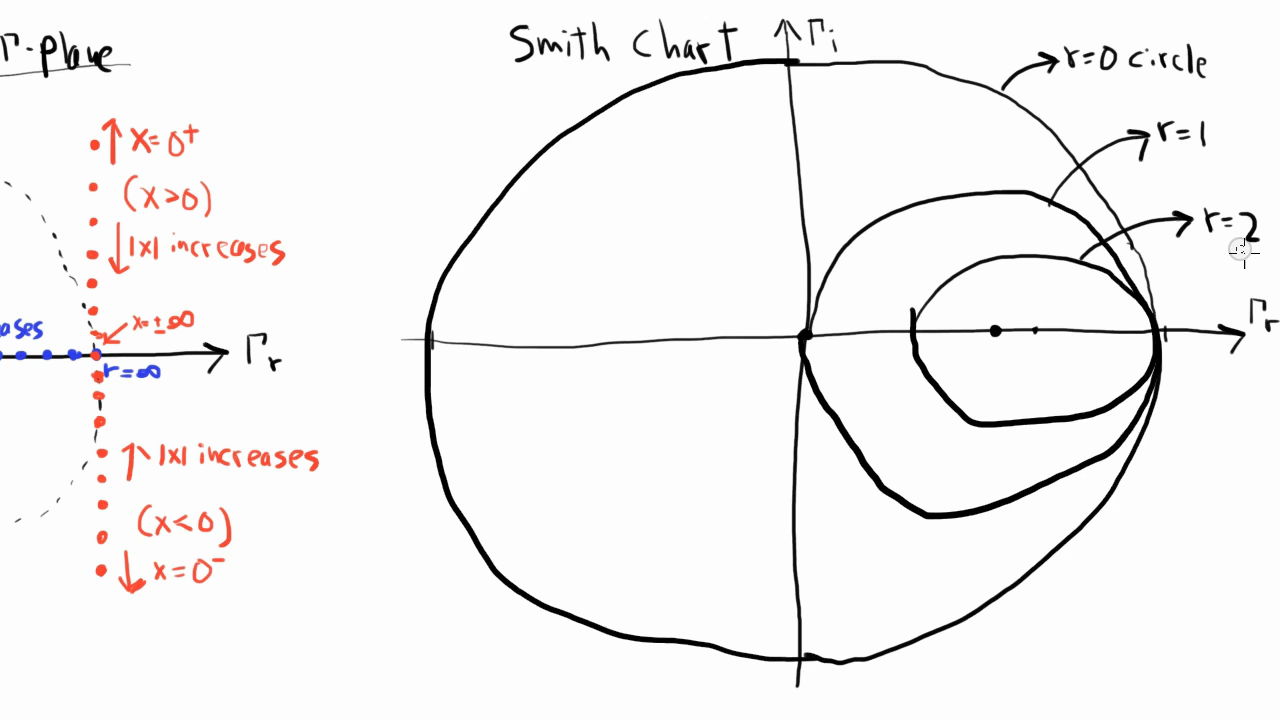 Γ-plane
x=0⁺
(x>0)
|x| increases
x=±∞
ases
Γr
r=∞
|x| increases
(x<0)
x=0⁻
Smith Chart
Γi
r=0 circle
r=1
r=2
Γr